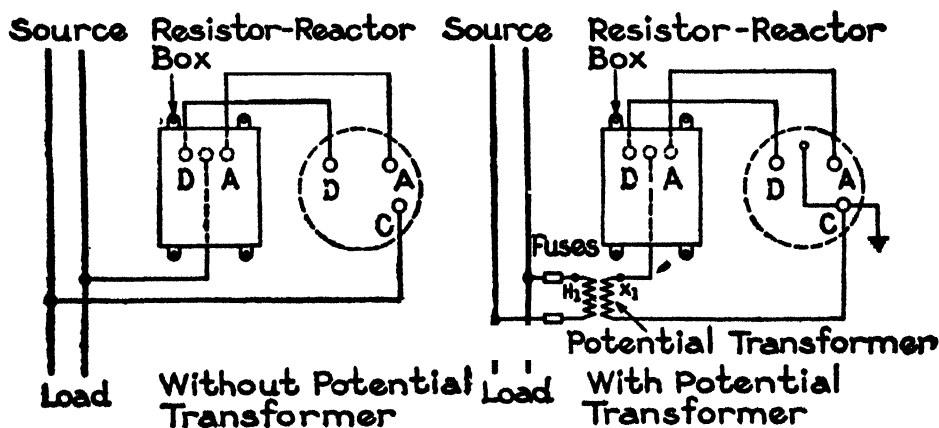 Source
Resistor-Reactor
Box
D
A
D
A
C
Load
Without Potential
Transformer
Source
Resistor-Reactor
Box
D
A
D
A
C
Fuses
H1
X1
Potential Transformer
Load
With Potential
Transformer